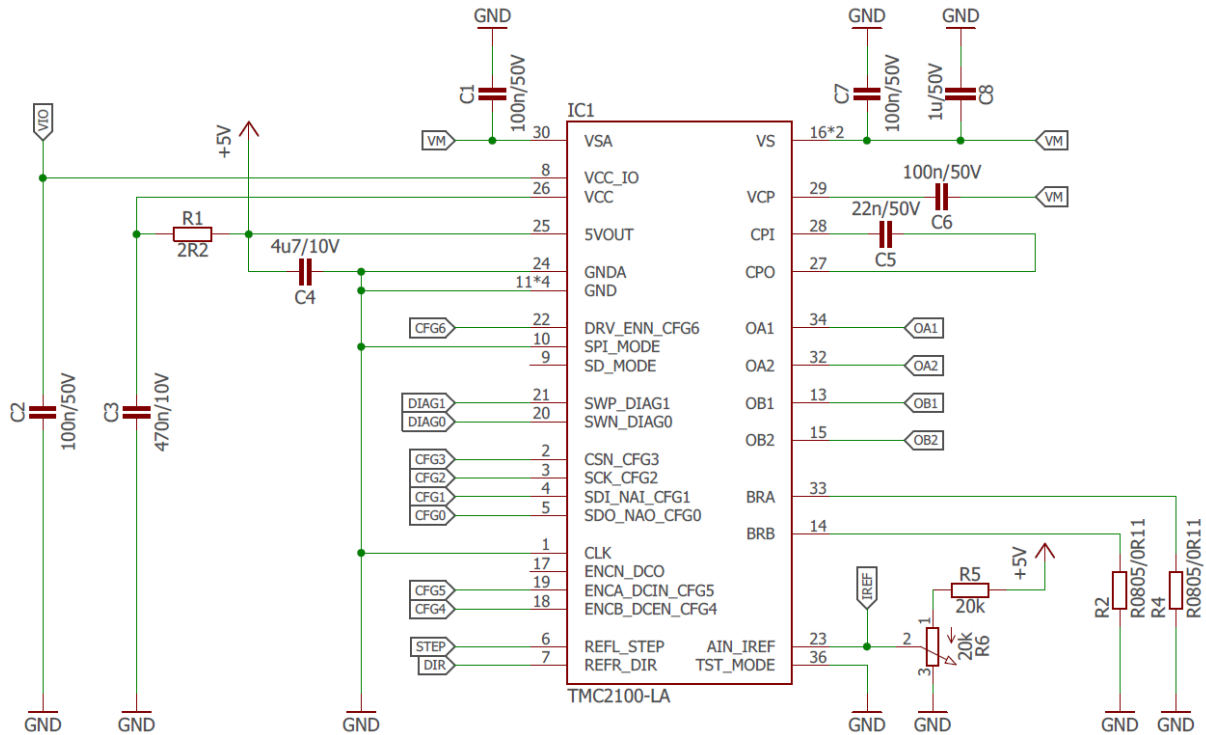 GND
GND
GND
C1
100n/50V
C7
100n/50V
1u/50V
C8
VIO
+5V
IC1
VM
30
VSA
VS
16*2
VM
8
VCC_IO
26
VCC
VCP
29
100n/50V
C6
VM
R1
2R2
25
5VOUT
CPI
28
22n/50V
C5
4u7/10V
C4
24
GNDA
CPO
27
11*4
GND
CFG6
22
DRV_ENN_CFG6
OA1
34
OA1
10
SPI_MODE
9
SD_MODE
OA2
32
OA2
C2
100n/50V
C3
470n/10V
DIAG1
21
SWP_DIAG1
OB1
13
OB1
DIAG0
20
SWN_DIAG0
OB2
15
OB2
CFG3
2
CSN_CFG3
CFG2
3
SCK_CFG2
CFG1
4
SDI_NAI_CFG1
BRA
33
CFG0
5
SDO_NAO_CFG0
BRB
14
1
CLK
17
ENCN_DCO
CFG5
19
ENCA_DCIN_CFG5
CFG4
18
ENCB_DCEN_CFG4
IREF
R5
20k
+5V
R2
R0805/0R11
R4
R0805/0R11
STEP
6
REFL_STEP
AIN_IREF
23
1
2
3
20k
R6
DIR
7
REFR_DIR
TST_MODE
36
TMC2100-LA
GND
GND
GND
GND
GND
GND
GND